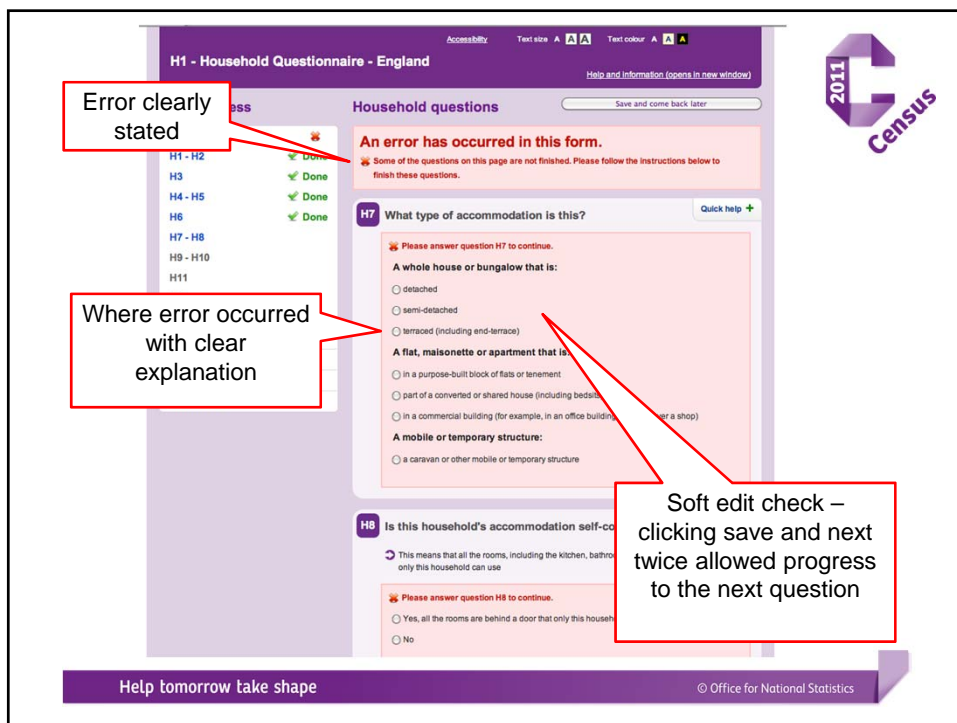 Accessibility Text size A A A Text colour A A A
H1 - Household Questionnaire - England
Help and information (opens in new window)
2011
Census
Error clearly
stated
ess
Household questions
Save and come back later
An error has occurred in this form.
Some of the questions on this page are not finished. Please follow the instructions below to
finish these questions.
H1 - H2 Done
H3 Done
H4 - H5 Done
H6 Done
H7 - H8
H9 - H10
H11
H7 What type of accommodation is this?
Quick help +
Please answer question H7 to continue.
A whole house or bungalow that is:
detached
semi-detached
terraced (including end-terrace)
Where error occurred
with clear
explanation
A flat, maisonette or apartment that is:
in a purpose-built block of flats or tenement
part of a converted or shared house (including bedsits
in a commercial building (for example, in an office building er a shop)
A mobile or temporary structure:
a caravan or other mobile or temporary structure
Soft edit check –
clicking save and next
twice allowed progress
to the next question
H8 Is this household's accommodation self-co
This means that all the rooms, including the kitchen, bathroo
only this household can use
Please answer question H8 to continue.
Yes, all the rooms are behind a door that only this househ
No
Help tomorrow take shape
© Office for National Statistics